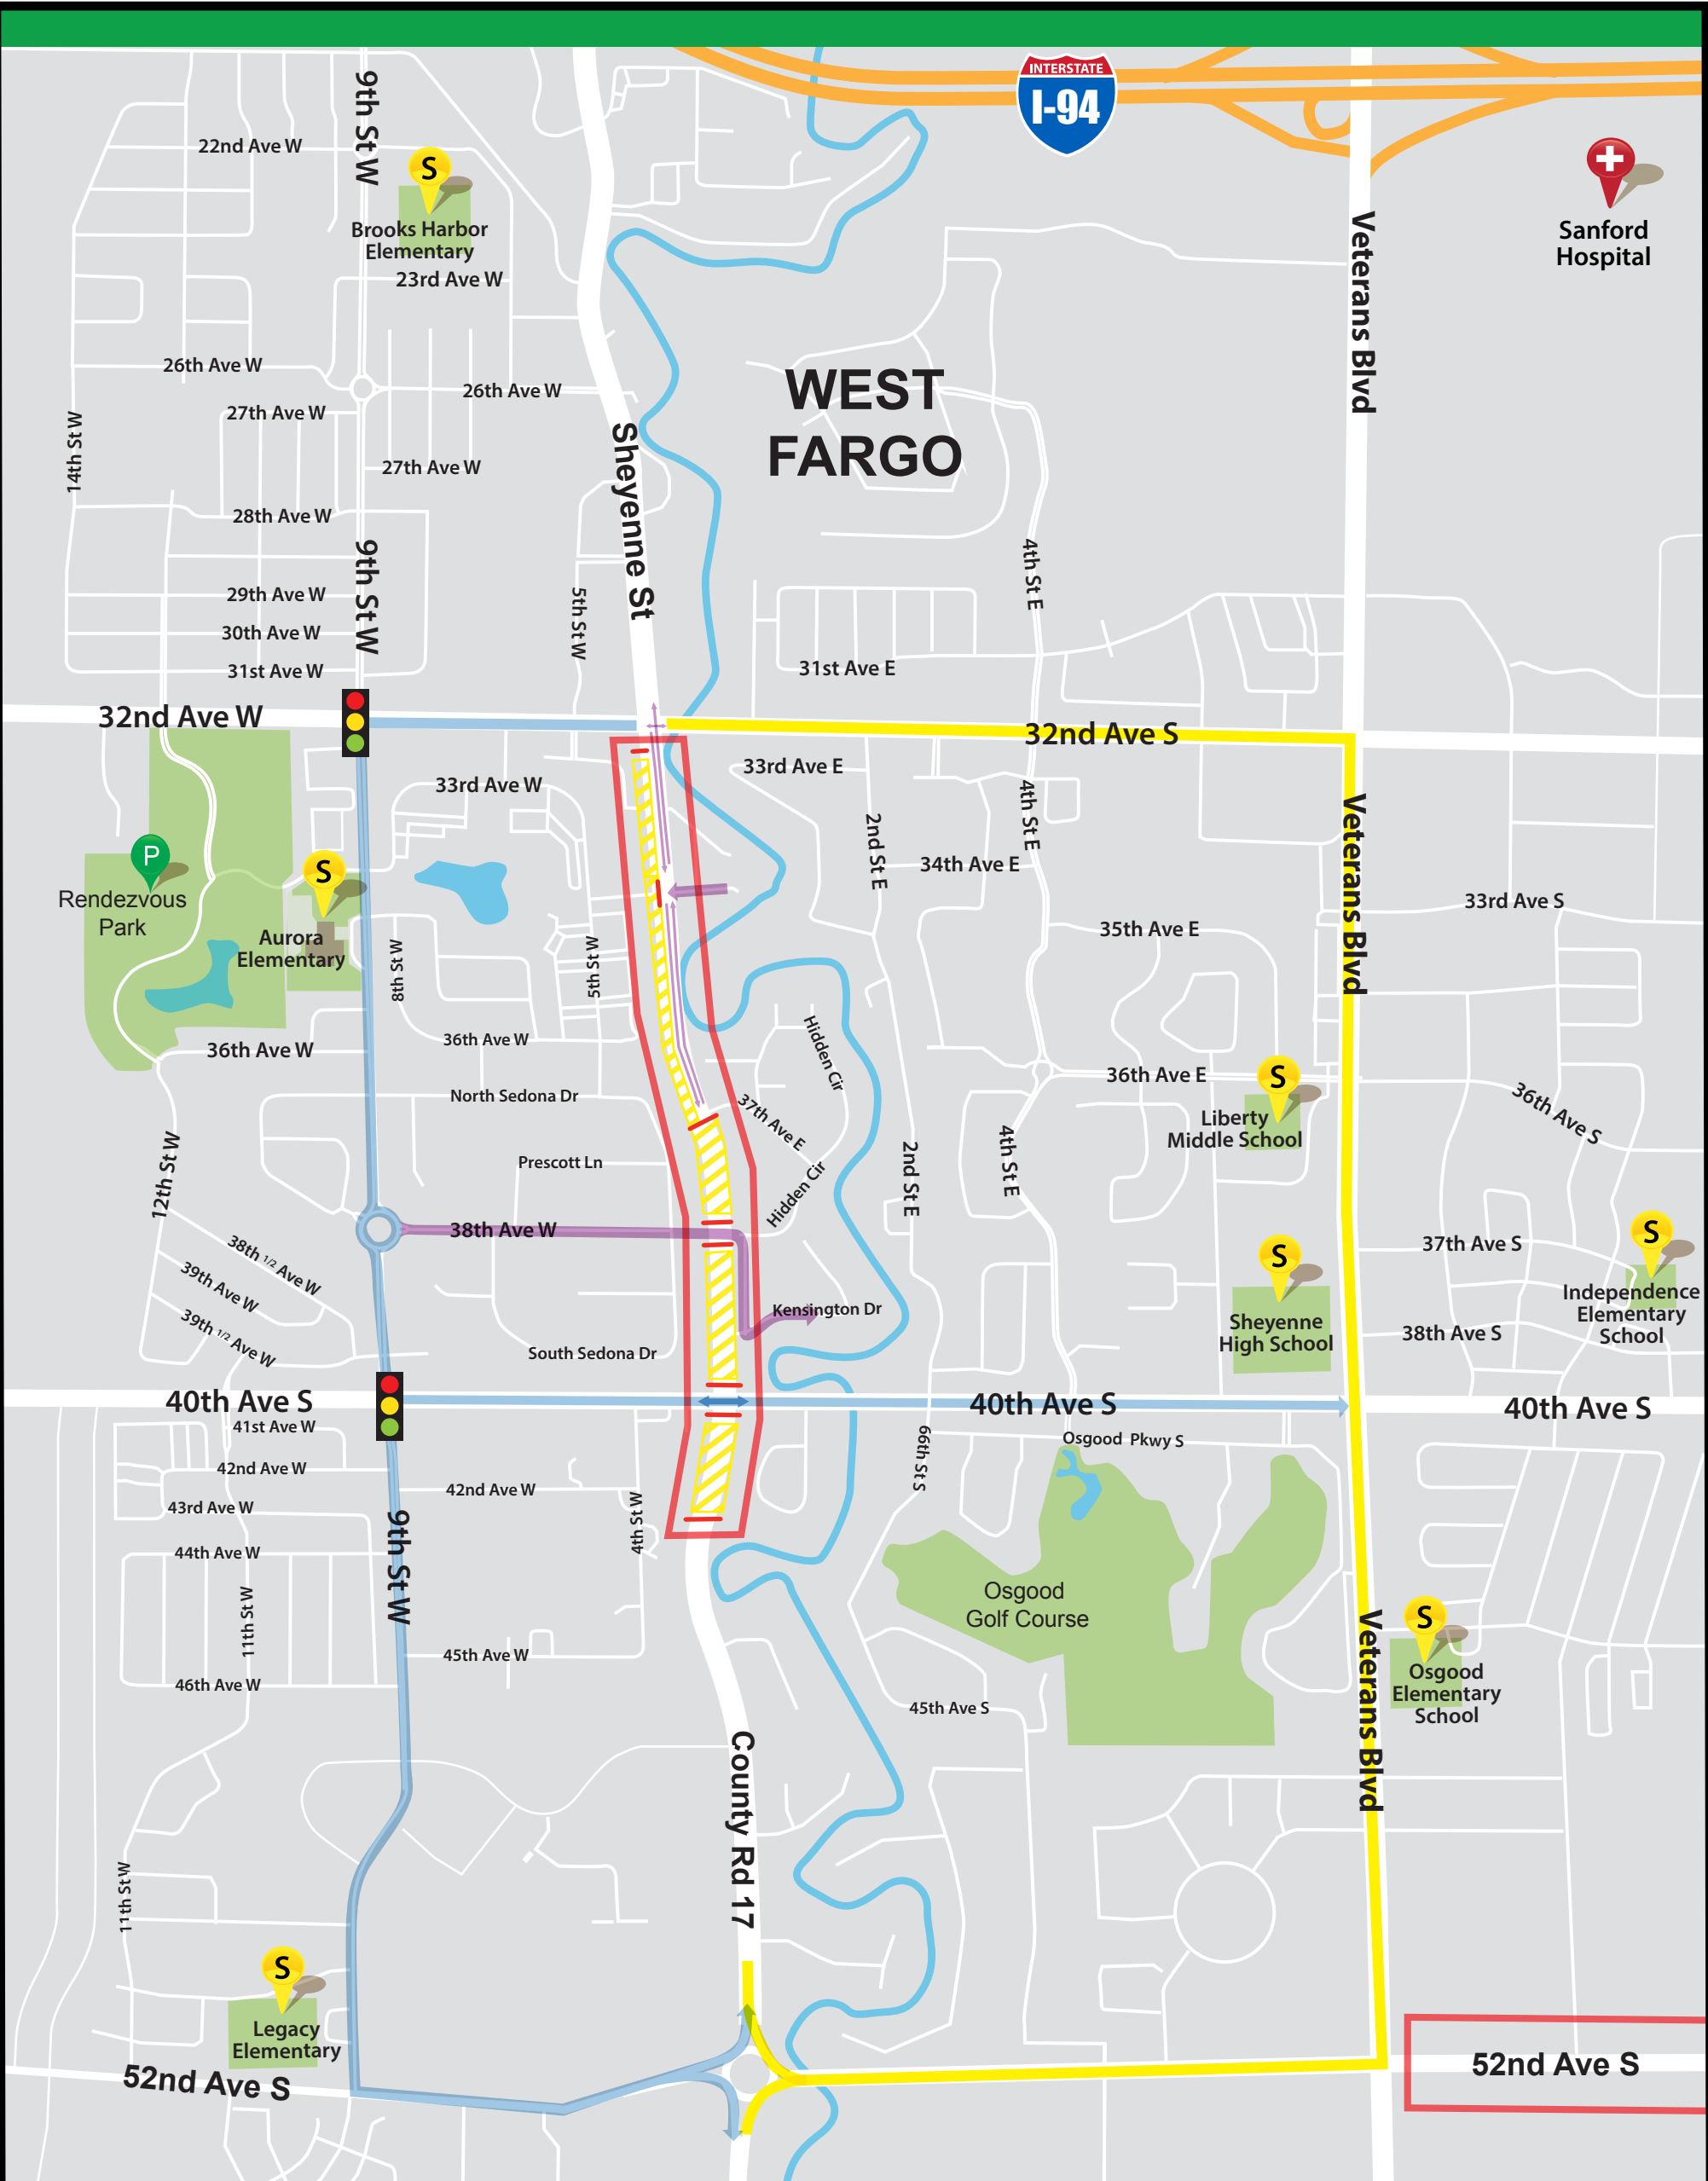 INTERSTATE
I-94
9th St W
22nd Ave W
S
Brooks Harbor
Elementary
23rd Ave W
Sanford
Hospital
Veterans Blvd
26th Ave W
26th Ave W
27th Ave W
27th Ave W
14th St W
28th Ave W
WEST
FARGO
Sheyenne St
9th St W
29th Ave W
30th Ave W
31st Ave W
5th St W
4th St E
31st Ave E
32nd Ave W
32nd Ave S
33rd Ave W
33rd Ave E
4th St E
Veterans Blvd
2nd St E
34th Ave E
P
Rendezvous
Park
S
Aurora
Elementary
8th St W
5th St W
33rd Ave S
35th Ave E
36th Ave W
36th Ave W
Hidden Cir
36th Ave E
S
Liberty
Middle School
36th Ave S
North Sedona Dr
37th Ave E
Prescott Ln
Hidden Cir
2nd St E
4th St E
12th St W
38th Ave W
38th 1/2 Ave W
39th Ave W
39th 1/2 Ave W
S
Sheyenne
High School
37th Ave S
S
Independence
Elementary
School
38th Ave S
Kensington Dr
South Sedona Dr
40th Ave S
40th Ave S
40th Ave S
41st Ave W
42nd Ave W
42nd Ave W
43rd Ave W
44th Ave W
4th St W
66th St S
Osgood Pkwy S
9th St W
11th St W
Osgood
Golf Course
45th Ave W
46th Ave W
45th Ave S
S
Osgood
Elementary
School
Veterans Blvd
County Rd 17
11th St W
S
Legacy
Elementary
52nd Ave S
52nd Ave S